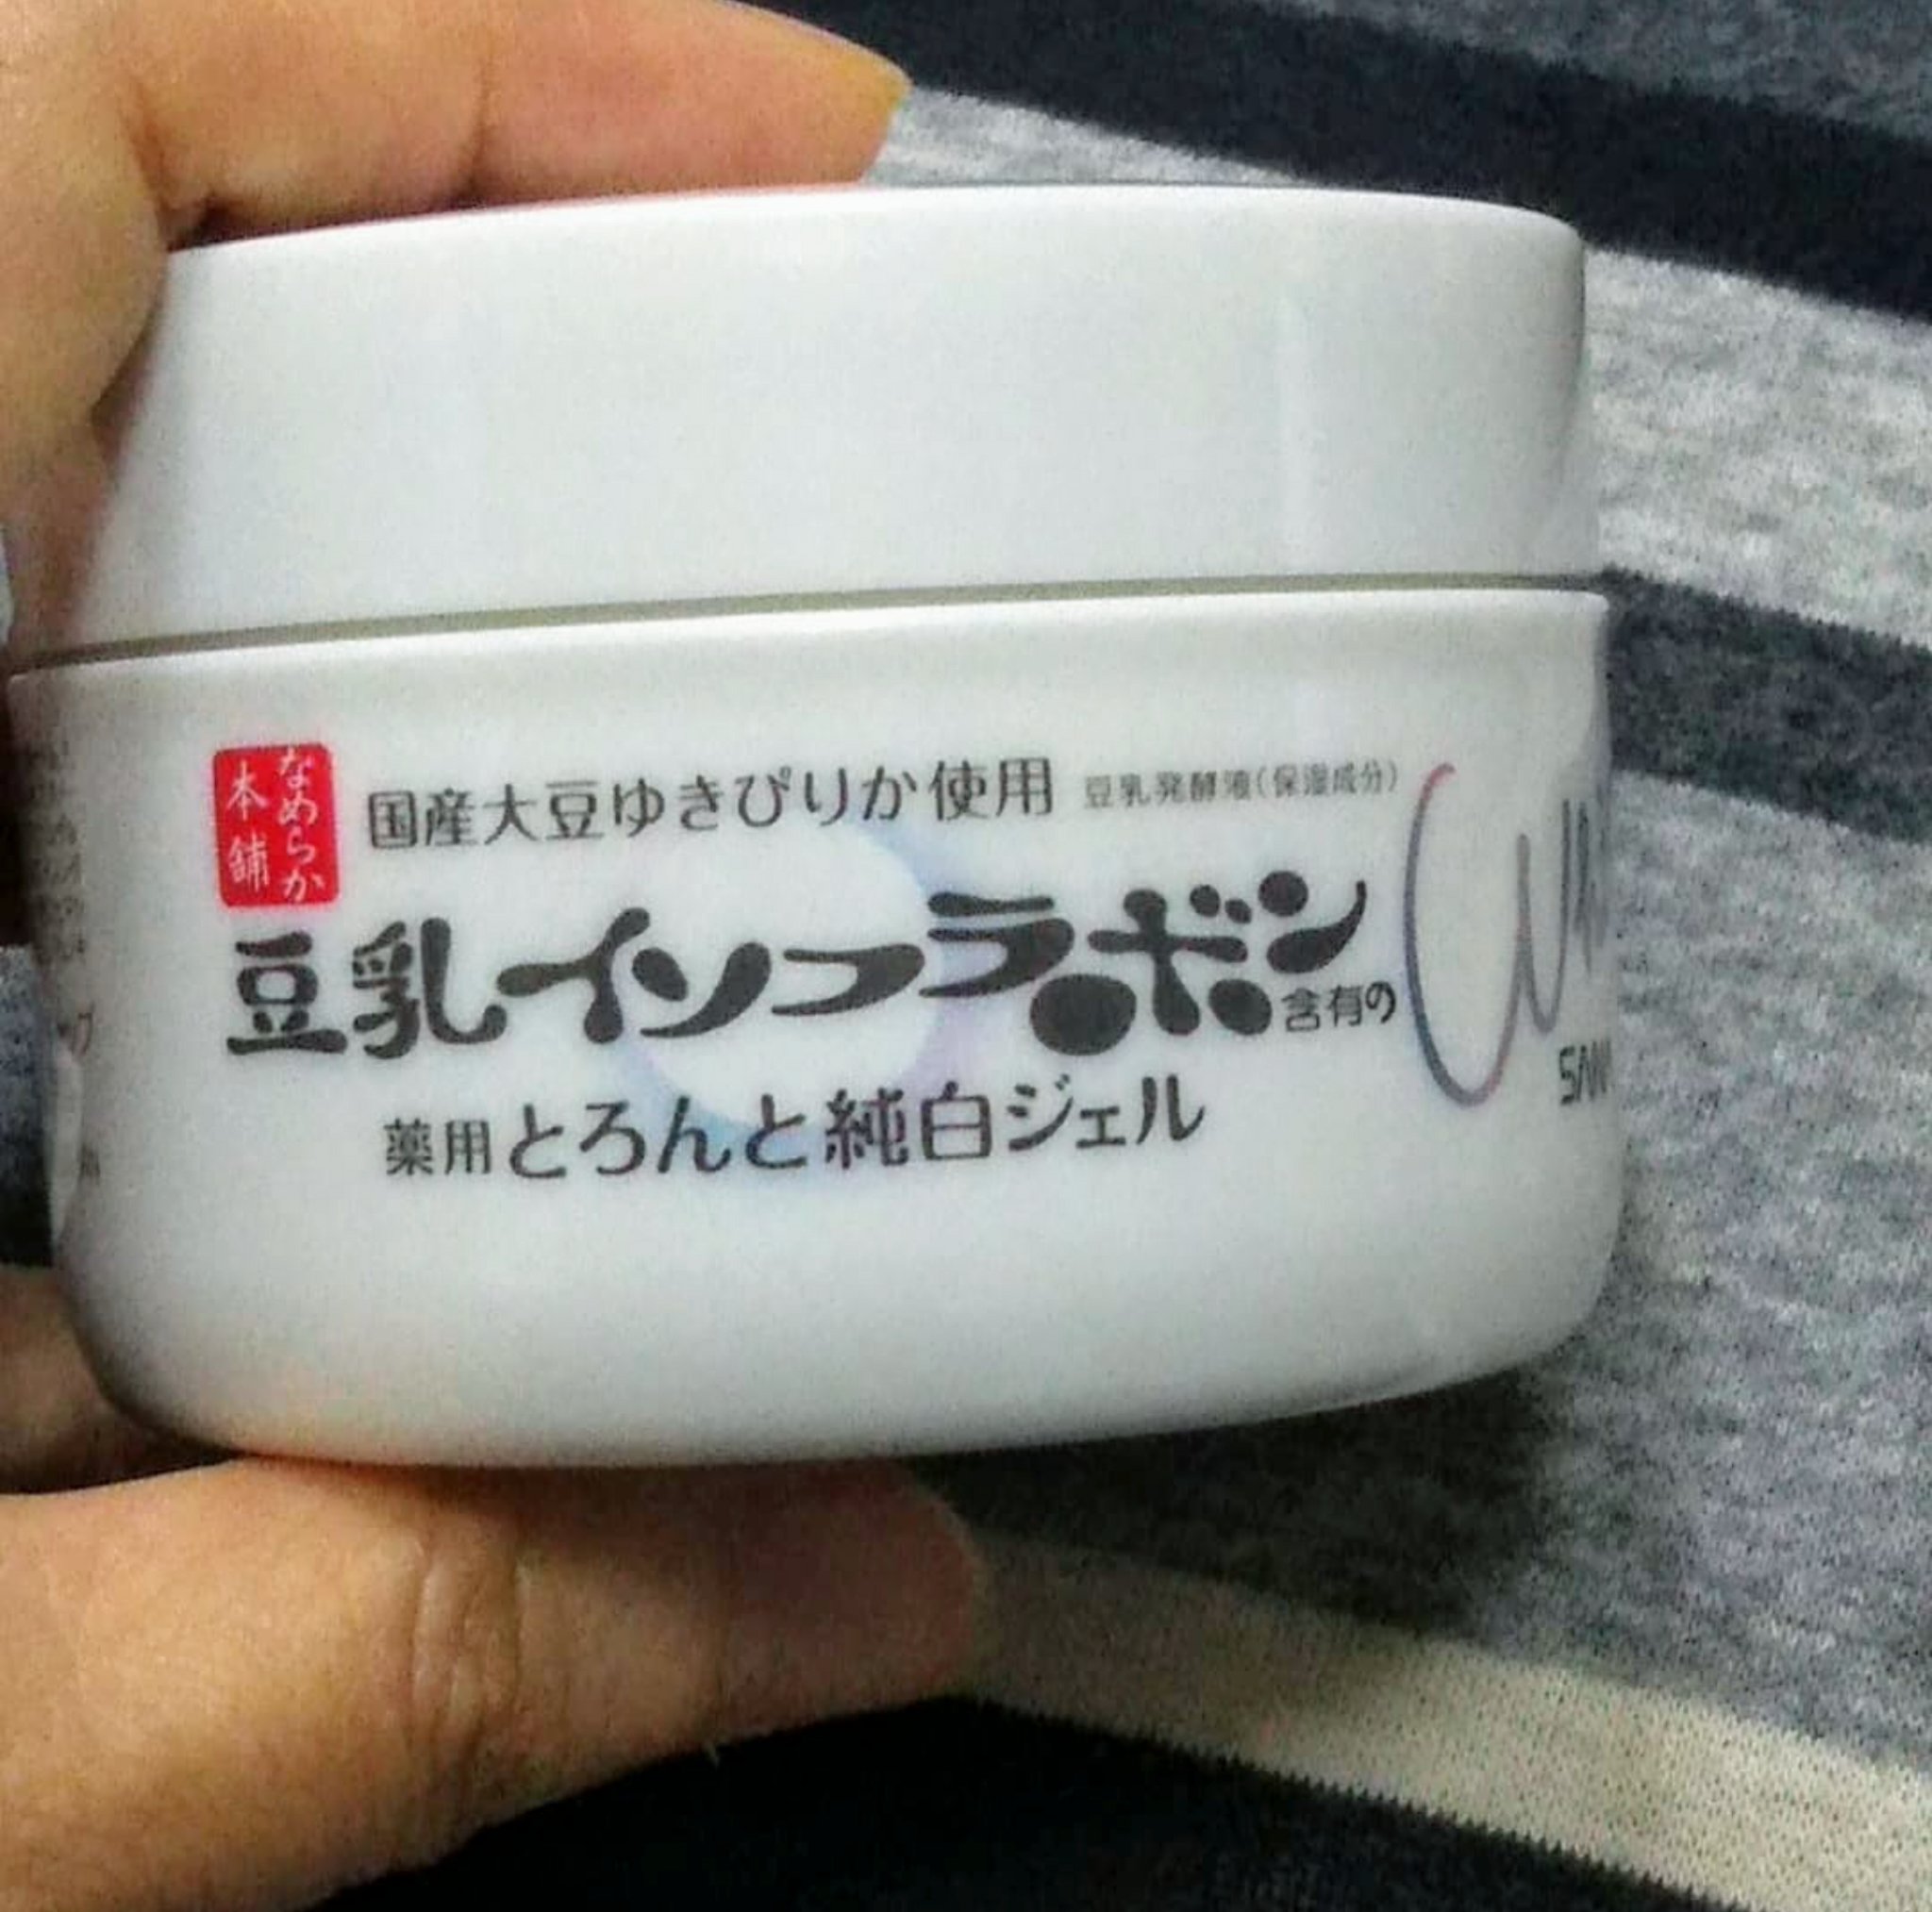 なめらか
本舗
国産大豆ゆきぴりか使用 豆乳発酵液(保湿成分)
豆乳イソフラボン含有の
薬用とろんと純白ジェル